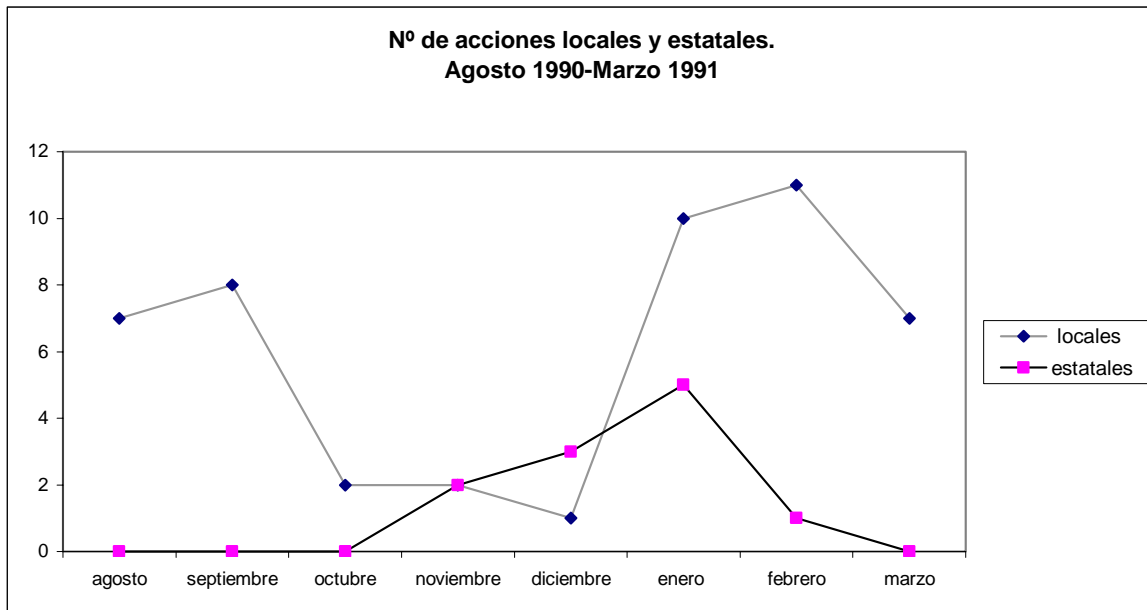 Nº de acciones locales y estatales.
Agosto 1990-Marzo 1991
12
10
8
6
4
2
0
agosto septiembre octubre noviembre diciembre enero febrero marzo
locales
estatales